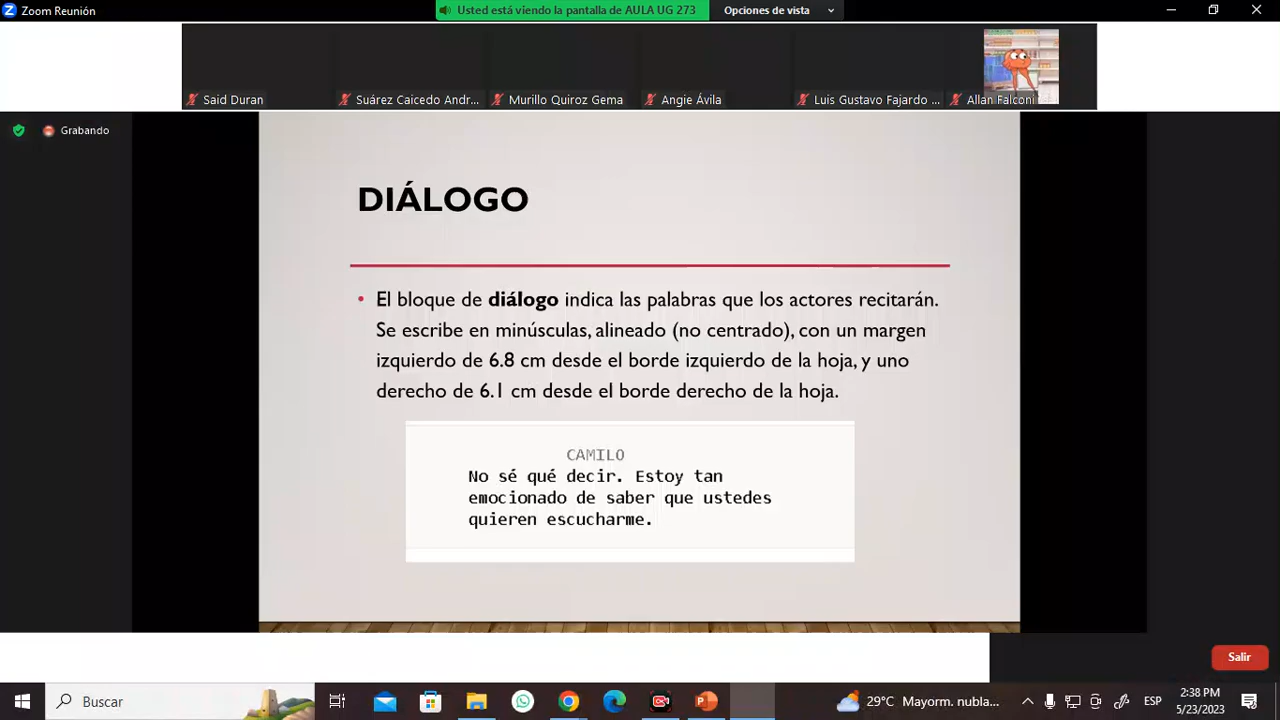 Zoom Reunión
Usted está viendo la pantalla de AULA UG 273
Opciones de vista
Said Duran
Suárez Caicedo Andr...
Murillo Quiroz Gema
Angie Ávila
Luis Gustavo Fajardo ...
Allan Falconi
Grabando
DIÁLOGO
• El bloque de diálogo indica las palabras que los actores recitarán.
Se escribe en minúsculas, alineado (no centrado), con un margen
izquierdo de 6.8 cm desde el borde izquierdo de la hoja, y uno
derecho de 6.1 cm desde el borde derecho de la hoja.
CAMILO
No sé qué decir. Estoy tan
emocionado de saber que ustedes
quieren escucharme.
Salir
Buscar
29°C Mayorm. nubla...
ESP
2:38 PM
5/23/2023